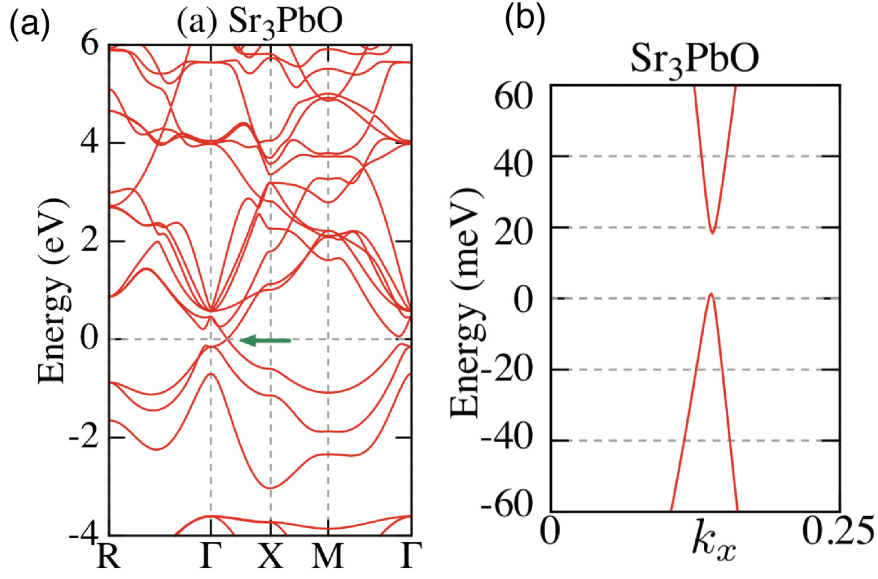 (a)
(a) Sr₃PbO
6
4
2
0
-2
-4
Energy (eV)
R Γ X M Γ
(b)
Sr₃PbO
60
40
20
0
-20
-40
-60
Energy (meV)
0 kₓ 0.25